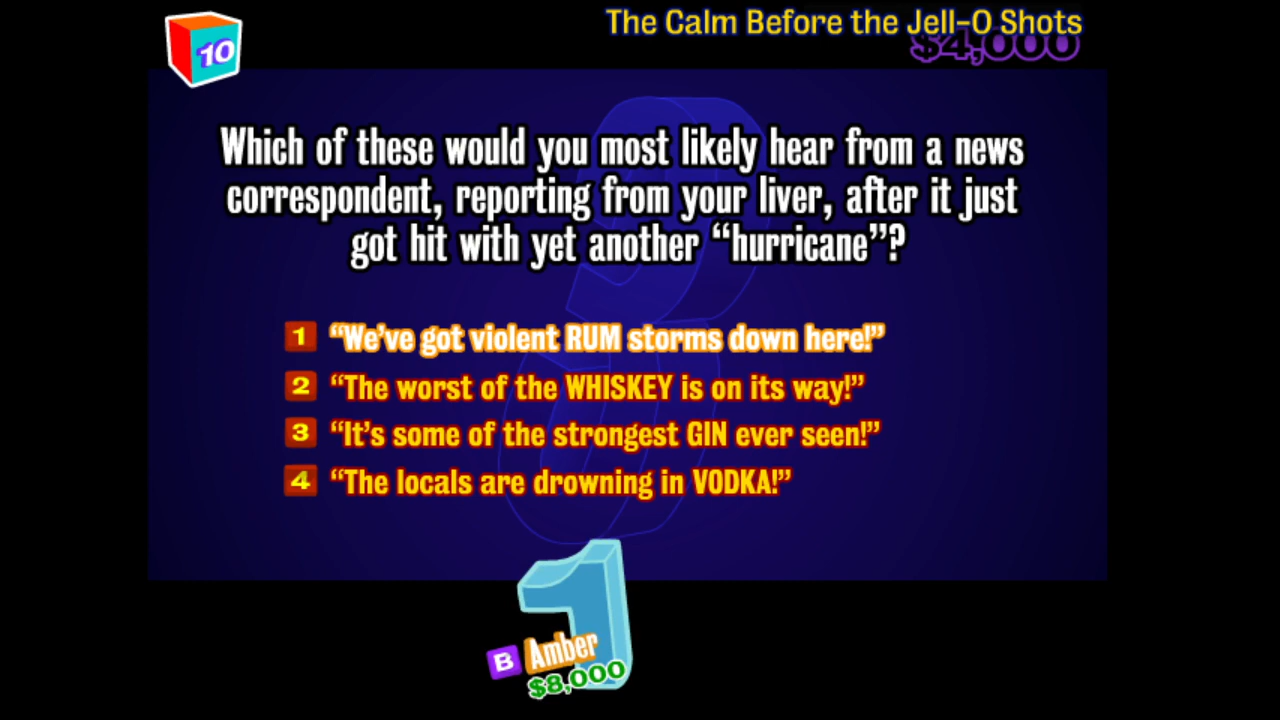 10
The Calm Before the Jell-O Shots
$4,000
Which of these would you most likely hear from a news
correspondent, reporting from your liver, after it just
got hit with yet another “hurricane”?
1 “We’ve got violent RUM storms down here!”
2 “The worst of the WHISKEY is on its way!”
3 “It’s some of the strongest GIN ever seen!”
4 “The locals are drowning in VODKA!”
1
B Amber
$8,000